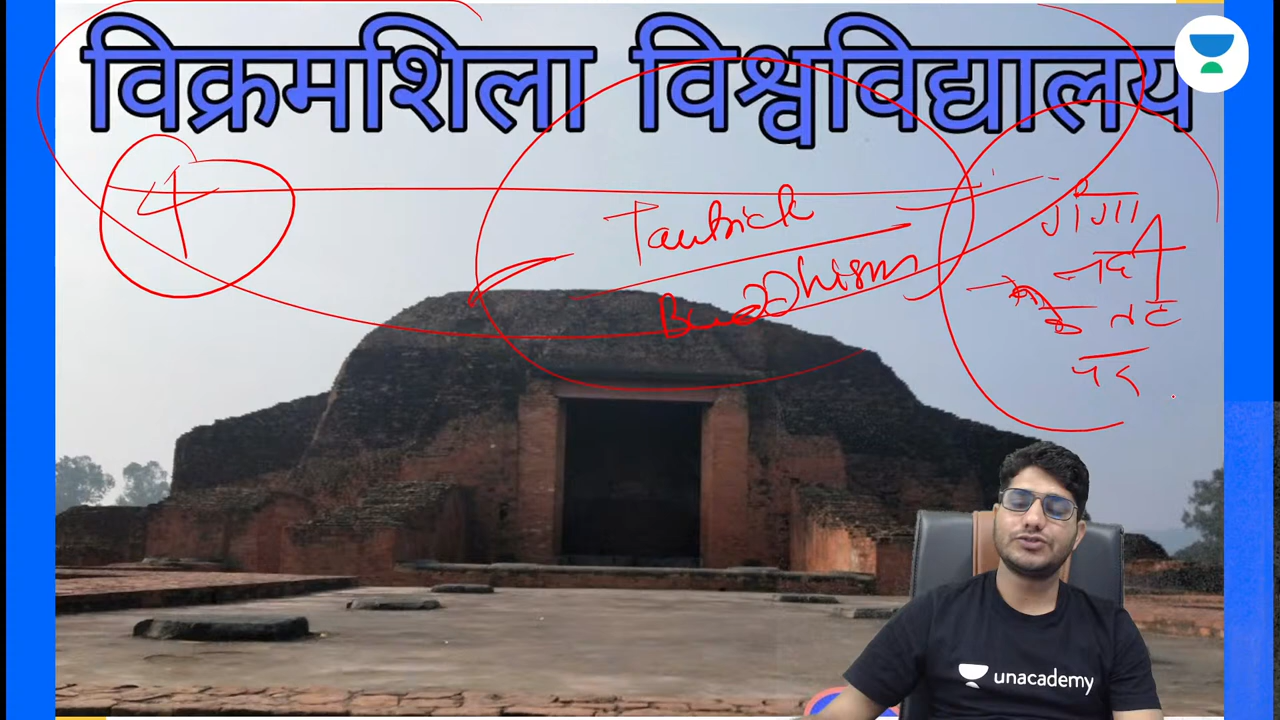 विक्रमशिला विश्वविद्यालय
4
Tantrick
Buddhism
गंगा
नदी
के तट
पर
unacademy